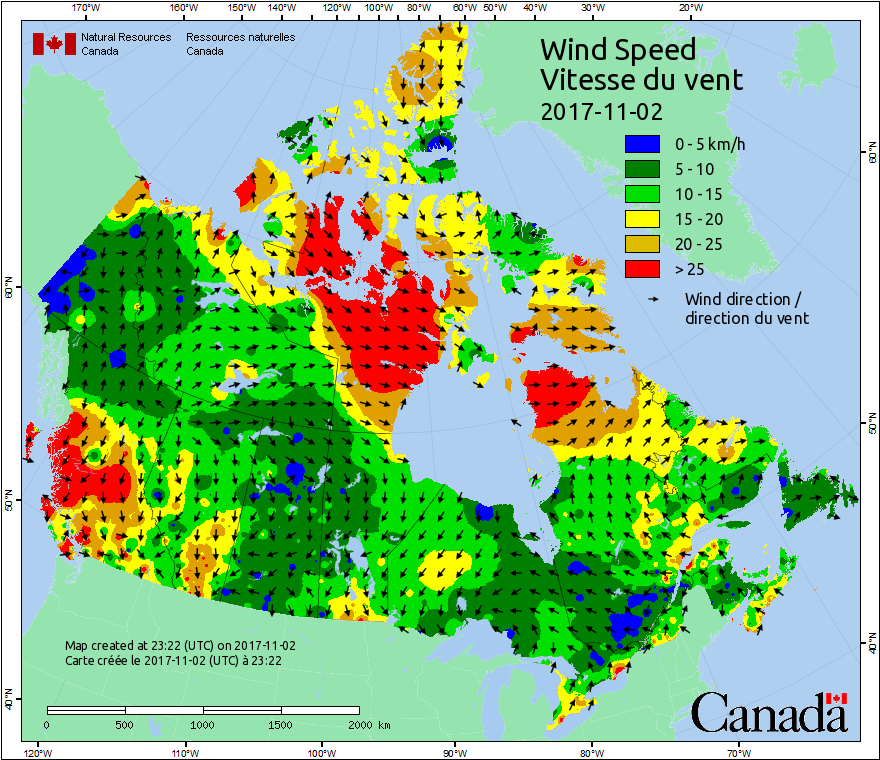 170°W 160°W 150°W 140°W 130°W 120°W 110°W 100°W 90°W 80°W 70°W 60°W 50°W 40°W 30°W 20°W
Natural Resources Canada
Ressources naturelles Canada
Wind Speed
Vitesse du vent
2017-11-02
0 - 5 km/h
5 - 10
10 - 15
15 - 20
20 - 25
> 25
Wind direction /
direction du vent
60°N
50°N
40°N
60°N
50°N
40°N
Map created at 23:22 (UTC) on 2017-11-02
Carte créée le 2017-11-02 (UTC) à 23:22
0 500 1000 1500 2000 km
Canada
120°W 110°W 100°W 90°W 80°W 70°W